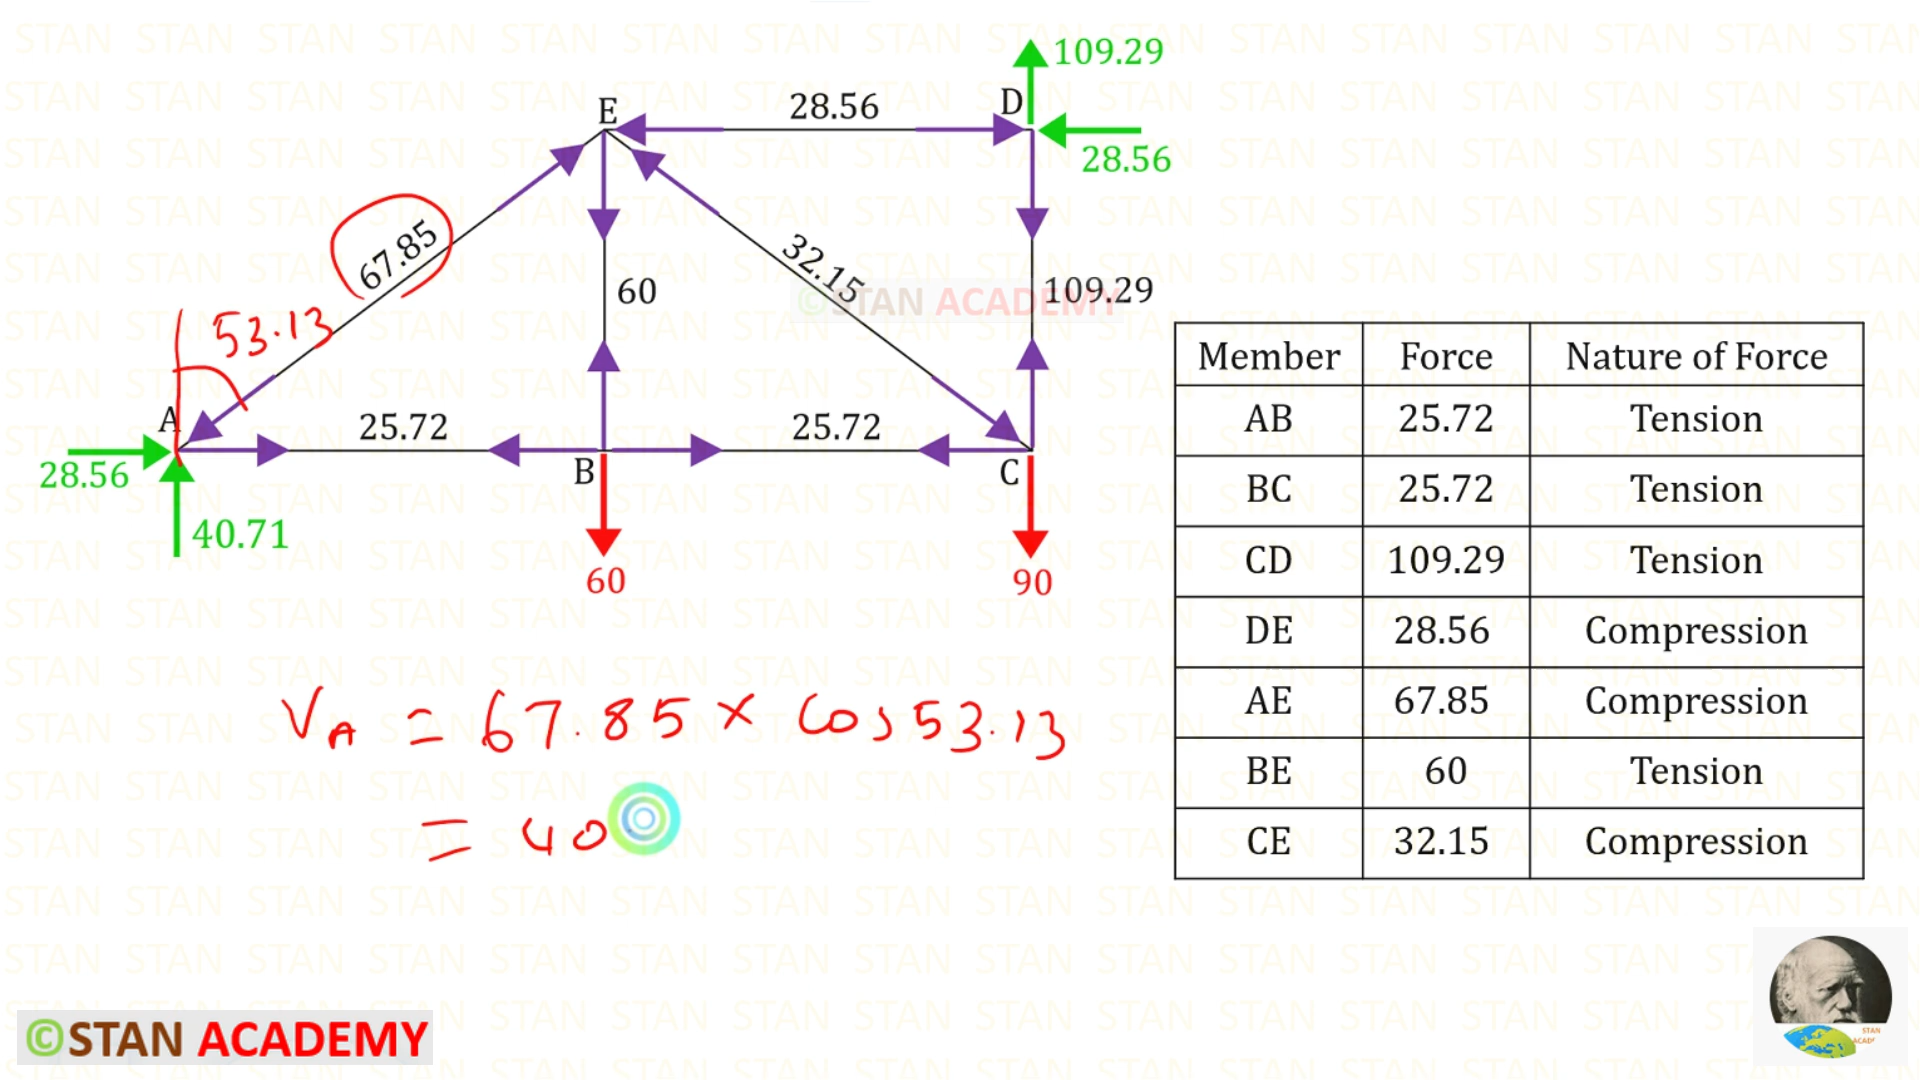 109.29
E
28.56
D
28.56
67.85
32.15
53.13
60
109.29
©STAN ACADEMY
A
25.72
25.72
28.56
B
C
40.71
60
90
Member Force Nature of Force
AB 25.72 Tension
BC 25.72 Tension
CD 109.29 Tension
DE 28.56 Compression
AE 67.85 Compression
BE 60 Tension
CE 32.15 Compression
VA = 67.85 × Cos 53.13
= 40
©STAN ACADEMY